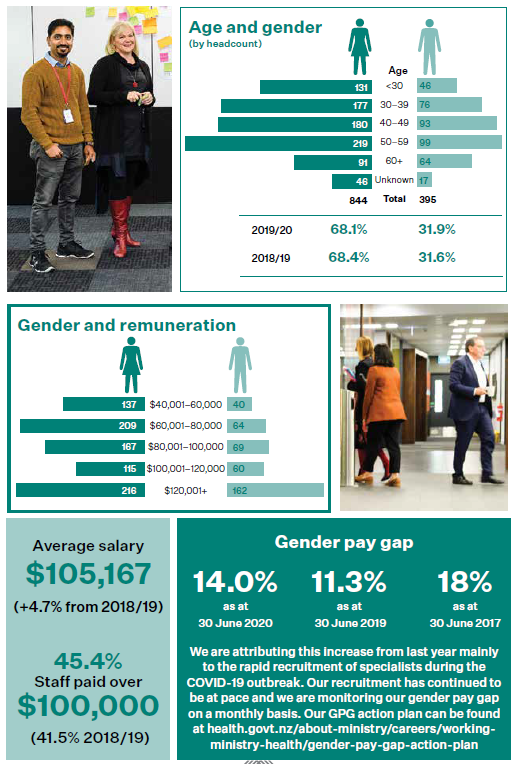 Age and gender
(by headcount)
Age
131 <30 46
177 30–39 76
180 40–49 93
219 50–59 99
91 60+ 64
46 Unknown 17
844 Total 395
2019/20 68.1% 31.9%
2018/19 68.4% 31.6%
Gender and remuneration
137 $40,001–60,000 40
209 $60,001–80,000 64
167 $80,001–100,000 69
115 $100,001–120,000 60
216 $120,001+ 162
Average salary
$105,167
(+4.7% from 2018/19)
45.4%
Staff paid over
$100,000
(41.5% 2018/19)
Gender pay gap
14.0% 11.3% 18%
as at as at as at
30 June 2020 30 June 2019 30 June 2017
We are attributing this increase from last year mainly
to the rapid recruitment of specialists during the
COVID-19 outbreak. Our recruitment has continued to
be at pace and we are monitoring our gender pay gap
on a monthly basis. Our GPG action plan can be found
at health.govt.nz/about-ministry/careers/working-
ministry-health/gender-pay-gap-action-plan